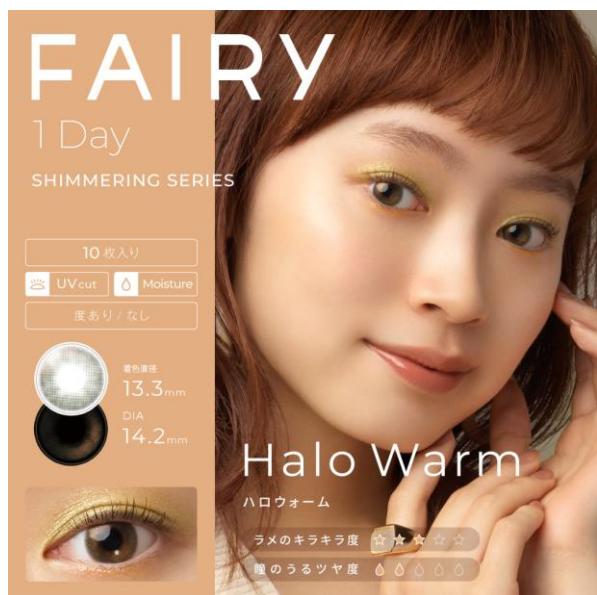 FAIRY
1 Day
SHIMMERING SERIES
10枚入り
UVcut
Moisture
度あり / なし
着色直径
13.3mm
DIA
14.2mm
Halo Warm
ハロウォーム
ラメのキラキラ度
瞳のうるツヤ度